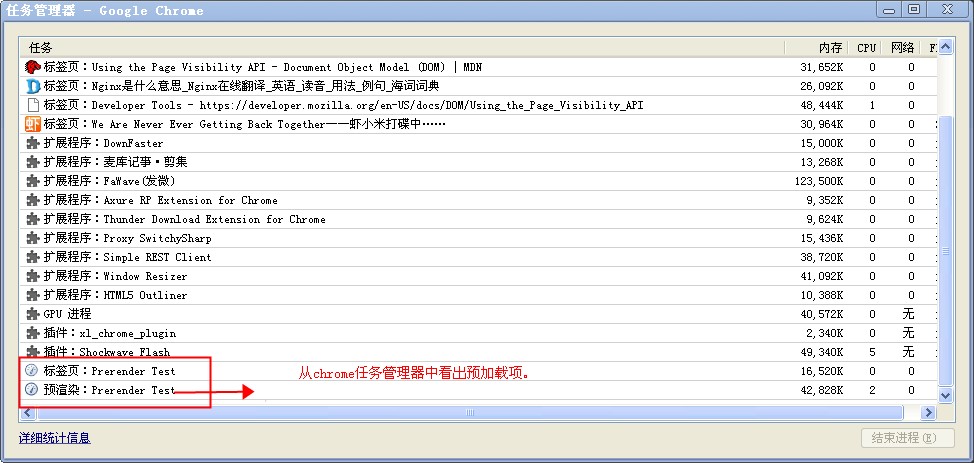 任务管理器 - Google Chrome
任务 内存 CPU 网络
标签页：Using the Page Visibility API - Document Object Model (DOM) | MDN 31,652K 0 0
标签页：Nginx是什么意思_Nginx在线翻译_英语_读音_用法_例句_海词词典 26,092K 0 0
标签页：Developer Tools - https://developer.mozilla.org/en-US/docs/DOM/Using_the_Page_Visibility_API 48,444K 1 0
标签页：We Are Never Ever Getting Back Together——虾小米打碟中…… 30,964K 0 0
扩展程序：DownFaster 15,000K 0 0
扩展程序：麦库记事·剪集 13,268K 0 0
扩展程序：FaWave(发微) 123,500K 0 0
扩展程序：Axure RP Extension for Chrome 9,352K 0 0
扩展程序：Thunder Download Extension for Chrome 9,624K 0 0
扩展程序：Proxy SwitchySharp 15,436K 0 0
扩展程序：Simple REST Client 38,720K 0 0
扩展程序：Window Resizer 41,092K 0 0
扩展程序：HTML5 Outliner 10,388K 0 0
GPU 进程 40,572K 0 无
插件：xl_chrome_plugin 2,340K 0 无
插件：Shockwave Flash 49,340K 5 无
标签页：Prerender Test 16,520K 0 0
从chrome任务管理器中看出预加载项。
预渲染：Prerender Test 42,828K 2 0
详细统计信息 结束进程(E)